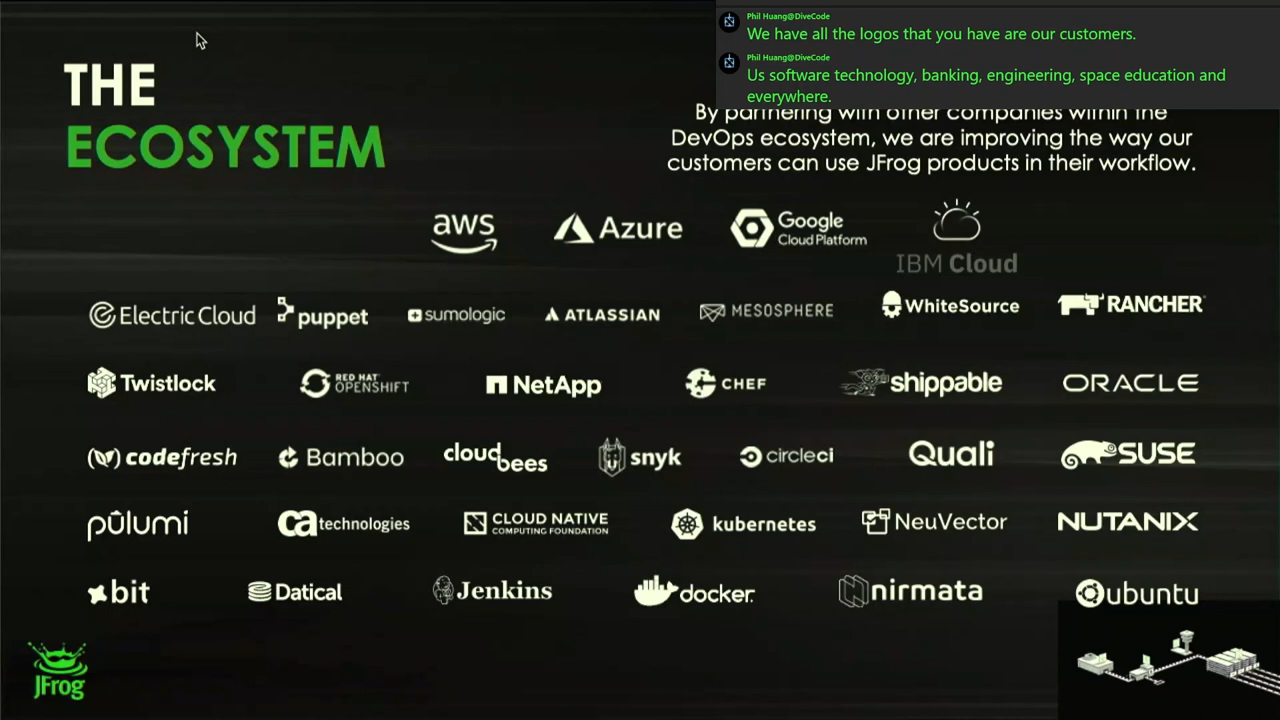 Phil Huang@DiveCode
We have all the logos that you have are our customers.
Phil Huang@DiveCode
Us software technology, banking, engineering, space education and
everywhere.
THE
ECOSYSTEM
By partnering with other companies within the
DevOps ecosystem, we are improving the way our
customers can use JFrog products in their workflow.
aws Azure Google Cloud Platform IBM Cloud
Electric Cloud puppet sumologic ATLASSIAN MESOSPHERE WhiteSource RANCHER
Twistlock RED HAT OPENSHIFT NetApp CHEF shippable ORACLE
codefresh Bamboo cloudbees snyk circleci Quali SUSE
pūlumi ca technologies CLOUD NATIVE COMPUTING FOUNDATION kubernetes NeuVector NUTANIX
bit Datical Jenkins docker nirmata ubuntu
JFrog